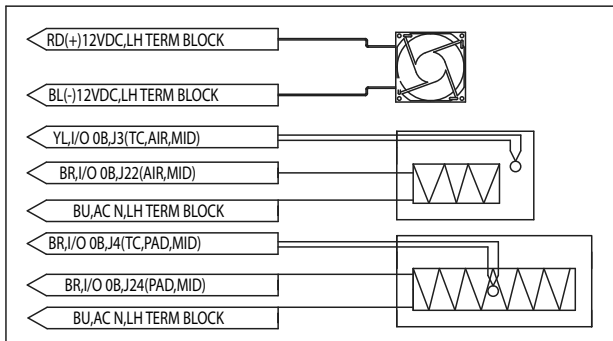 RD(+)12VDC,LH TERM BLOCK
BL(-)12VDC,LH TERM BLOCK
YL,I/O 0B,J3(TC,AIR,MID)
BR,I/O 0B,J22(AIR,MID)
BU,AC N,LH TERM BLOCK
BR,I/O 0B,J4(TC,PAD,MID)
BR,I/O 0B,J24(PAD,MID)
BU,AC N,LH TERM BLOCK